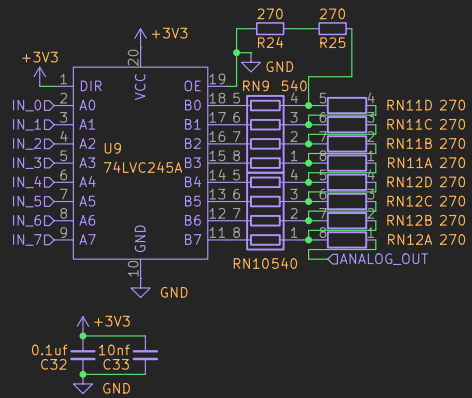 270 270
+3V3 R24 R25
+3V3 20 GND
VCC
1 DIR OE 19 RN9 540
IN_0 2 A0 B0 18 5 4 5 4 RN11D 270
IN_1 3 A1 B1 17 6 3 6 3 RN11C 270
IN_2 4 A2 B2 16 7 2 7 2 RN11B 270
U9
IN_3 5 A3 74LVC245A B3 15 8 1 8 1 RN11A 270
IN_4 6 A4 B4 14 5 4 5 4 RN12D 270
IN_5 7 A5 B5 13 6 3 6 3 RN12C 270
IN_6 8 A6 B6 12 7 2 7 2 RN12B 270
IN_7 9 A7 GND B7 11 8 1 8 1 RN12A 270
10 RN10 540 ANALOG_OUT
GND
+3V3
0.1uf 10nf
C32 C33
GND